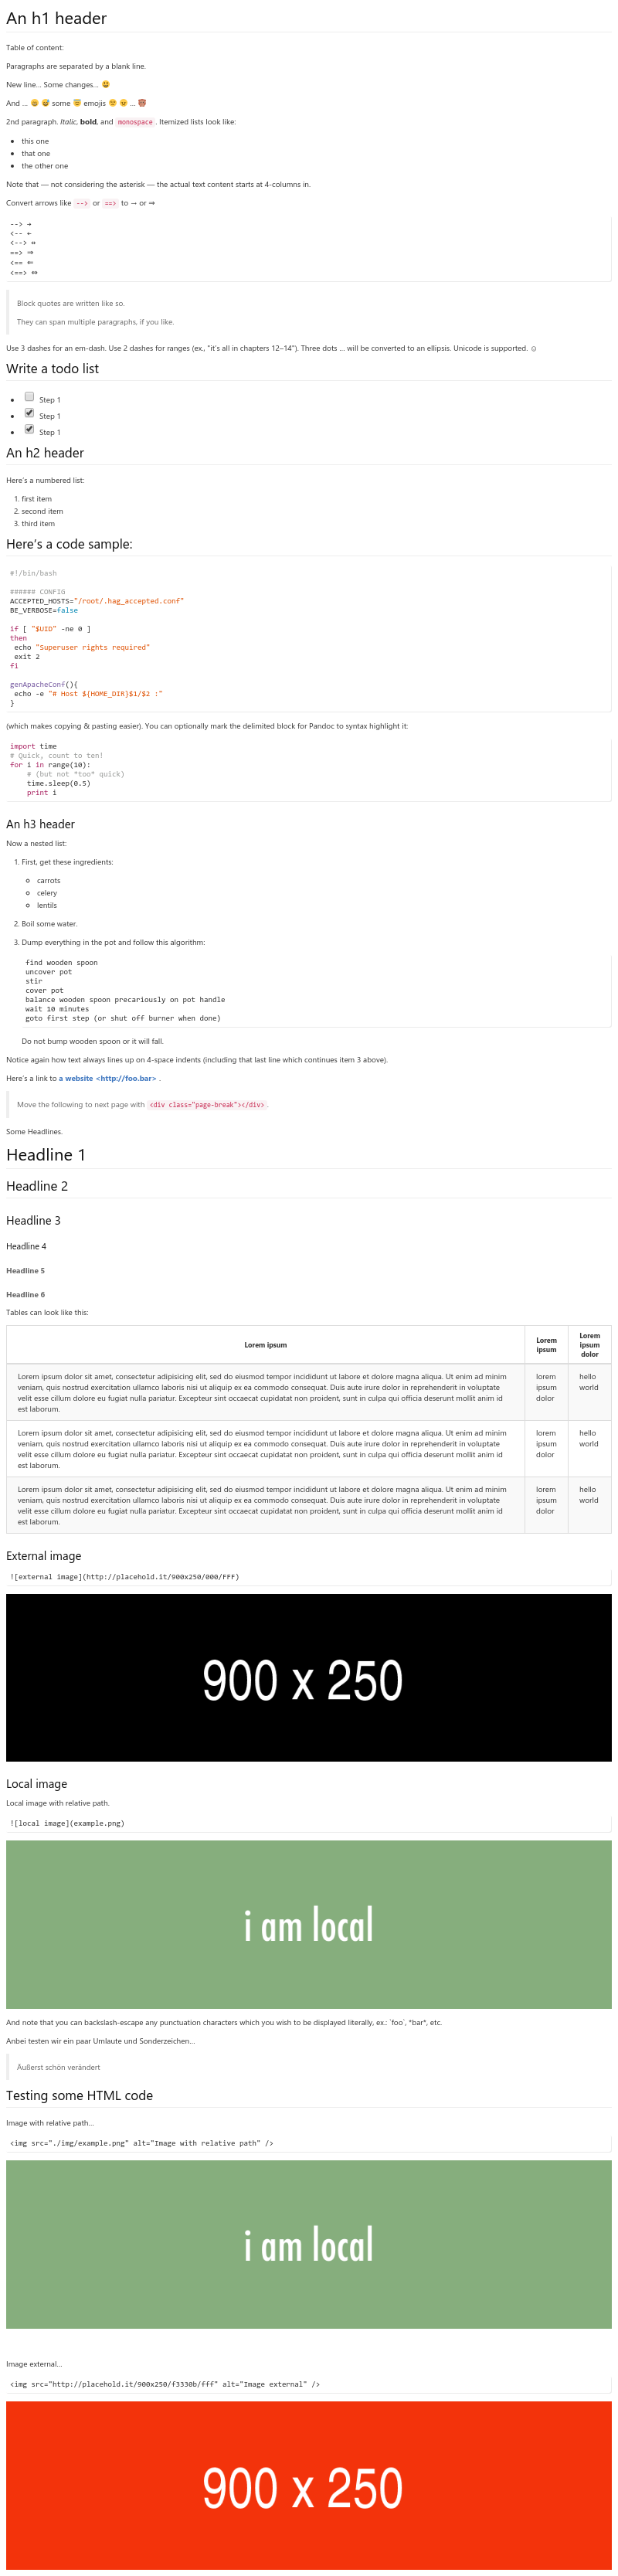 An h1 header
Table of content:
Paragraphs are separated by a blank line.
New line... Some changes... 😃
And ... 😄 😅 some 😇 emojis 🙂 😠 ... 👹
2nd paragraph. Italic, bold, and monospace. Itemized lists look like:
• this one
• that one
• the other one
Note that — not considering the asterisk — the actual text content starts at 4-columns in.
Convert arrows like --> or ==> to → or ⇒
--> →
<-- ←
<--> ↔
==> ⇒
<== ⇐
<==> ⇔
Block quotes are written like so.
They can span multiple paragraphs, if you like.
Use 3 dashes for an em-dash. Use 2 dashes for ranges (ex., "it's all in chapters 12–14"). Three dots ... will be converted to an ellipsis. Unicode is supported. ☺
Write a todo list
• ☐ Step 1
• ☑ Step 1
• ☑ Step 1
An h2 header
Here's a numbered list:
1. first item
2. second item
3. third item
Here's a code sample:
#!/bin/bash
###### CONFIG
ACCEPTED_HOSTS="/root/.hag_accepted.conf"
BE_VERBOSE=false
if [ "$UID" -ne 0 ]
then
 echo "Superuser rights required"
 exit 2
fi
genApacheConf(){
 echo -e "# Host ${HOME_DIR}$1/$2 :"
}
(which makes copying & pasting easier). You can optionally mark the delimited block for Pandoc to syntax highlight it:
import time
# Quick, count to ten!
for i in range(10):
    # (but not *too* quick)
    time.sleep(0.5)
    print i
An h3 header
Now a nested list:
1. First, get these ingredients:
○ carrots
○ celery
○ lentils
2. Boil some water.
3. Dump everything in the pot and follow this algorithm:
find wooden spoon
uncover pot
stir
cover pot
balance wooden spoon precariously on pot handle
wait 10 minutes
goto first step (or shut off burner when done)
Do not bump wooden spoon or it will fall.
Notice again how text always lines up on 4-space indents (including that last line which continues item 3 above).
Here's a link to a website <http://foo.bar> .
Move the following to next page with <div class="page-break"></div>.
Some Headlines.
Headline 1
Headline 2
Headline 3
Headline 4
Headline 5
Headline 6
Tables can look like this:
Lorem ipsum
Lorem
ipsum
Lorem
ipsum
dolor
Lorem ipsum dolor sit amet, consectetur adipisicing elit, sed do eiusmod tempor incididunt ut labore et dolore magna aliqua. Ut enim ad minim
veniam, quis nostrud exercitation ullamco laboris nisi ut aliquip ex ea commodo consequat. Duis aute irure dolor in reprehenderit in voluptate
velit esse cillum dolore eu fugiat nulla pariatur. Excepteur sint occaecat cupidatat non proident, sunt in culpa qui officia deserunt mollit anim id
est laborum.
lorem
ipsum
dolor
hello
world
Lorem ipsum dolor sit amet, consectetur adipisicing elit, sed do eiusmod tempor incididunt ut labore et dolore magna aliqua. Ut enim ad minim
veniam, quis nostrud exercitation ullamco laboris nisi ut aliquip ex ea commodo consequat. Duis aute irure dolor in reprehenderit in voluptate
velit esse cillum dolore eu fugiat nulla pariatur. Excepteur sint occaecat cupidatat non proident, sunt in culpa qui officia deserunt mollit anim id
est laborum.
lorem
ipsum
dolor
hello
world
Lorem ipsum dolor sit amet, consectetur adipisicing elit, sed do eiusmod tempor incididunt ut labore et dolore magna aliqua. Ut enim ad minim
veniam, quis nostrud exercitation ullamco laboris nisi ut aliquip ex ea commodo consequat. Duis aute irure dolor in reprehenderit in voluptate
velit esse cillum dolore eu fugiat nulla pariatur. Excepteur sint occaecat cupidatat non proident, sunt in culpa qui officia deserunt mollit anim id
est laborum.
lorem
ipsum
dolor
hello
world
External image
![external image](http://placehold.it/900x250/000/FFF)
900 x 250
Local image
Local image with relative path.
![local image](example.png)
i am local
And note that you can backslash-escape any punctuation characters which you wish to be displayed literally, ex.: `foo`, *bar*, etc.
Anbei testen wir ein paar Umlaute und Sonderzeichen...
Äußerst schön verändert
Testing some HTML code
Image with relative path...
<img src="./img/example.png" alt="Image with relative path" />
i am local
Image external...
<img src="http://placehold.it/900x250/f3330b/fff" alt="Image external" />
900 x 250